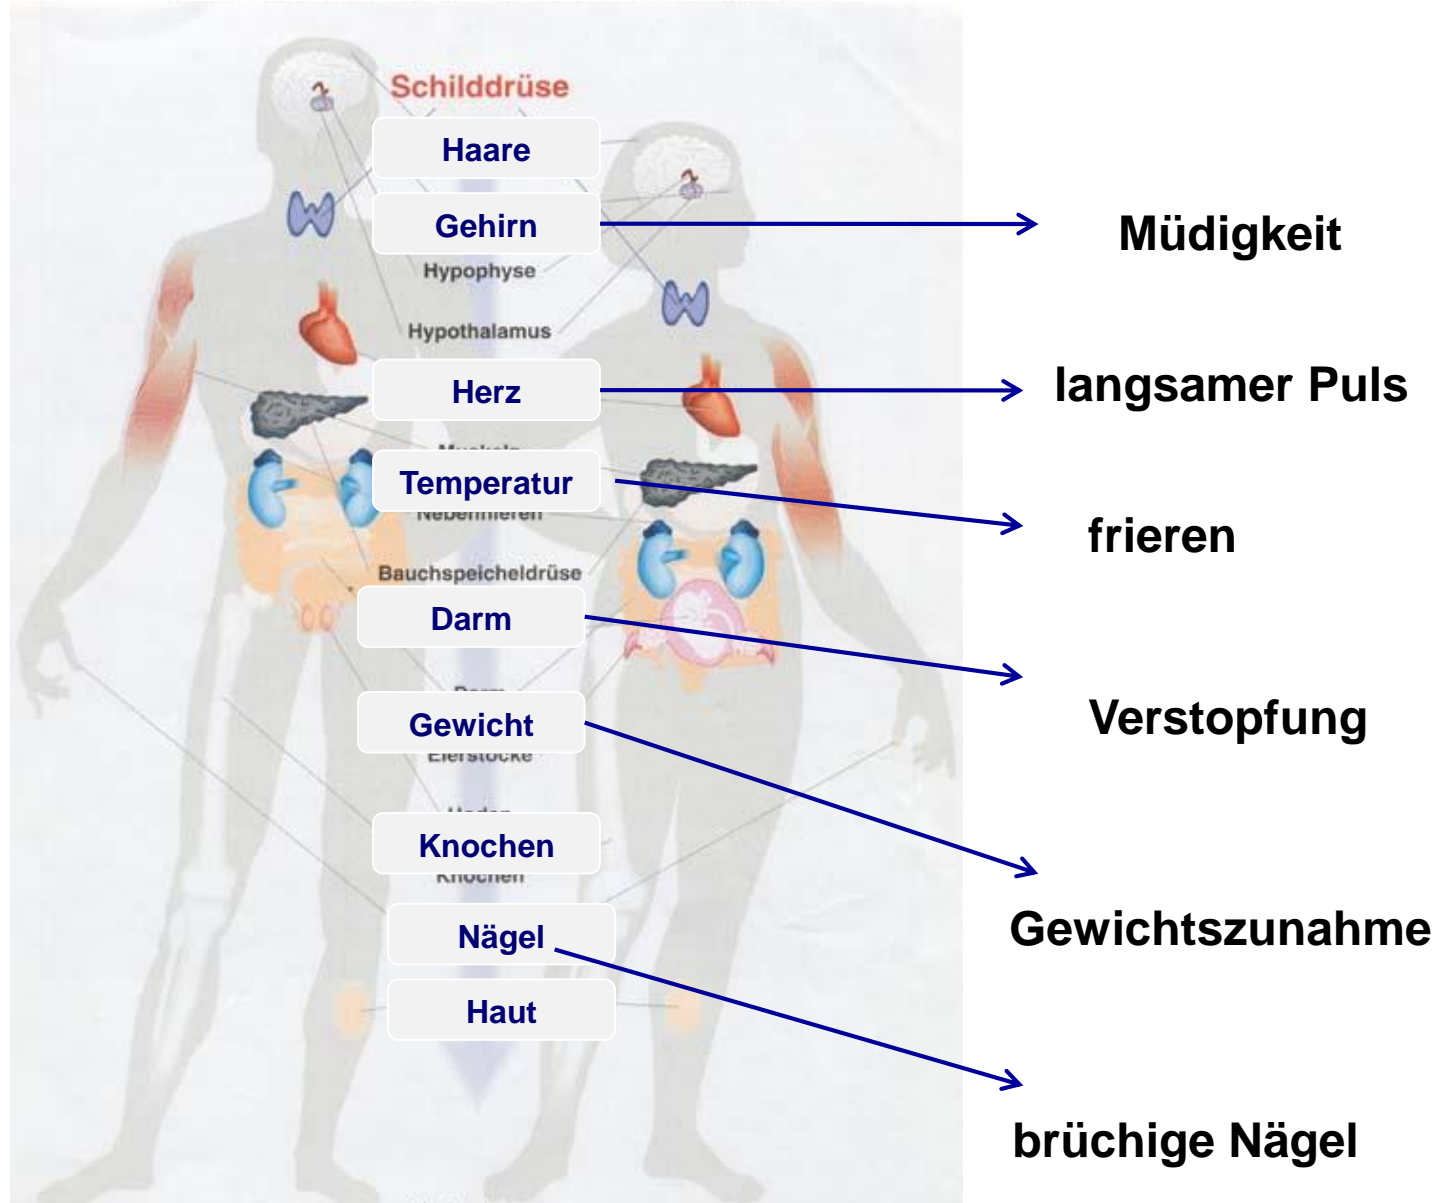 Schilddrüse
Haare
Gehirn
Müdigkeit
Hypophyse
Hypothalamus
Herz
langsamer Puls
Temperatur
frieren
Bauchspeicheldrüse
Darm
Verstopfung
Gewicht
Gewichtszunahme
Knochen
Knochen
Nägel
Haut
brüchige Nägel